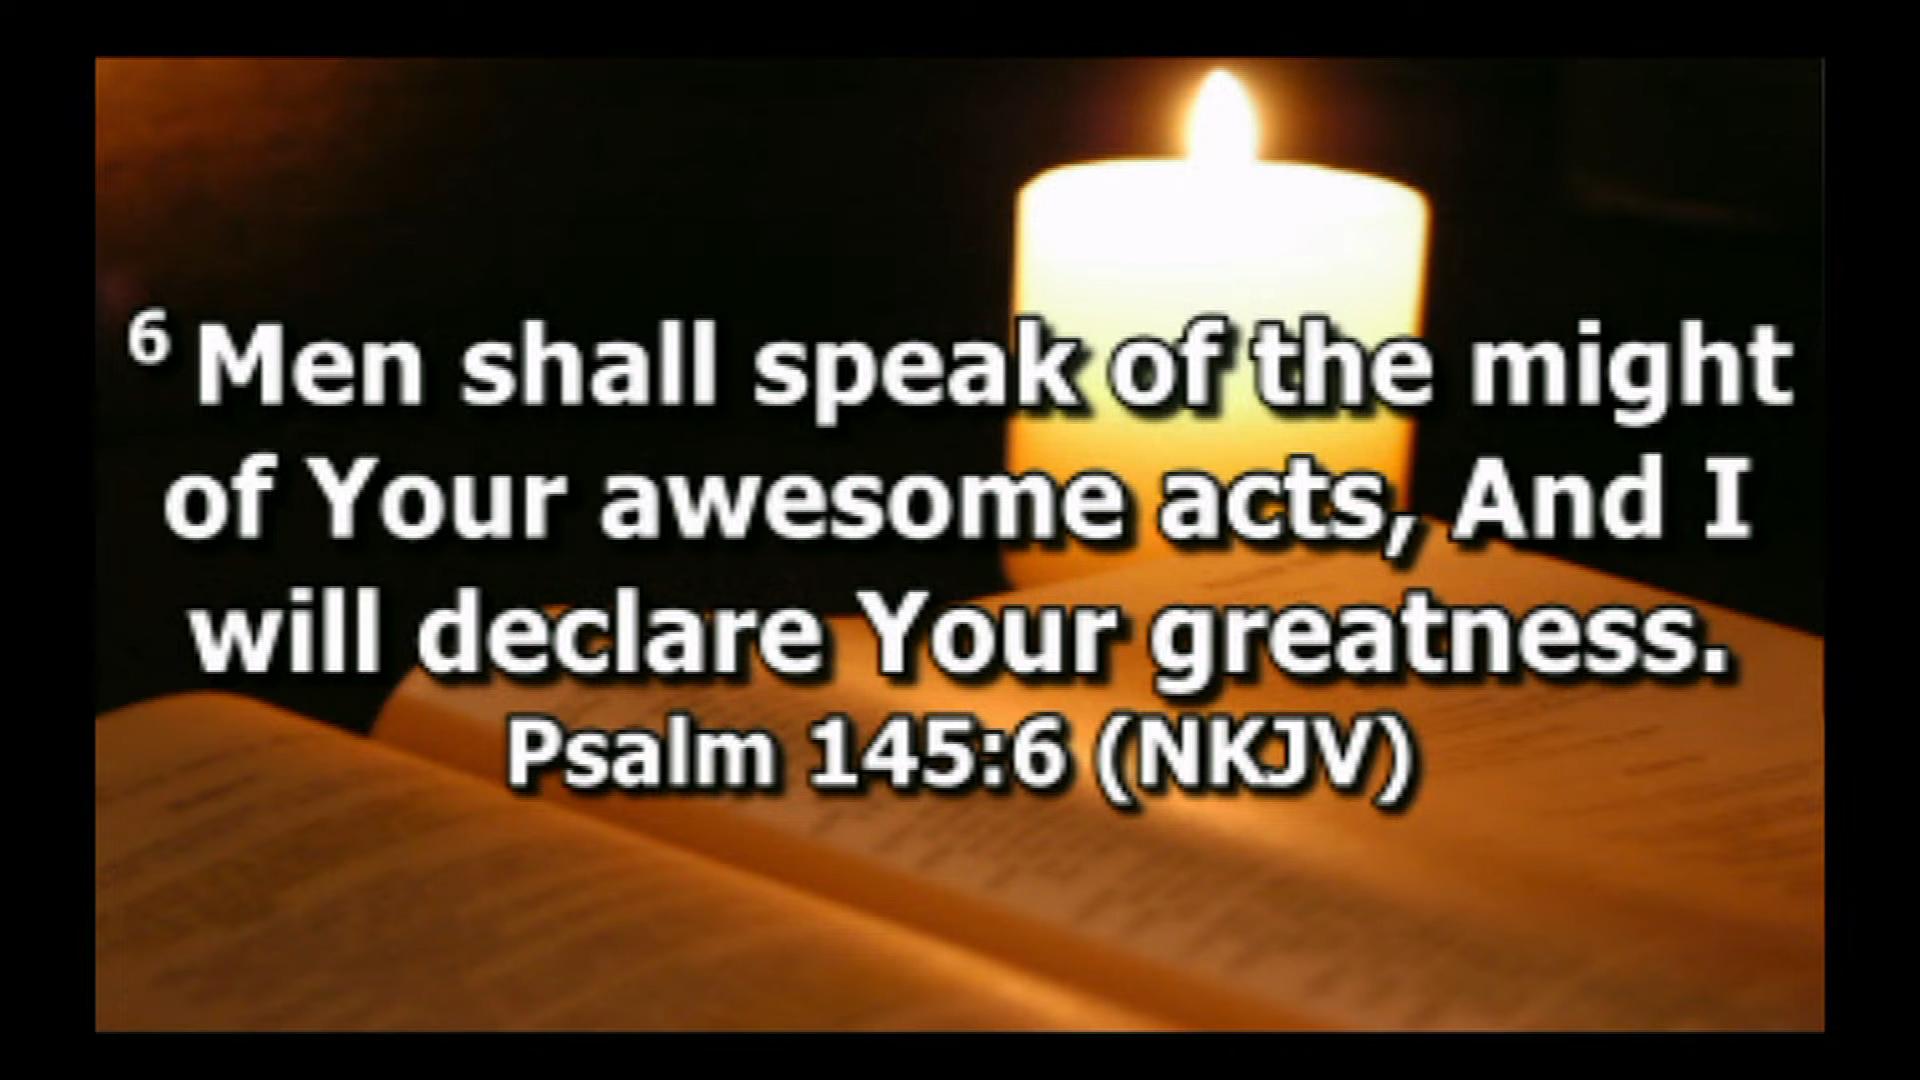 6 Men shall speak of the might
of Your awesome acts, And I
will declare Your greatness.
Psalm 145:6 (NKJV)